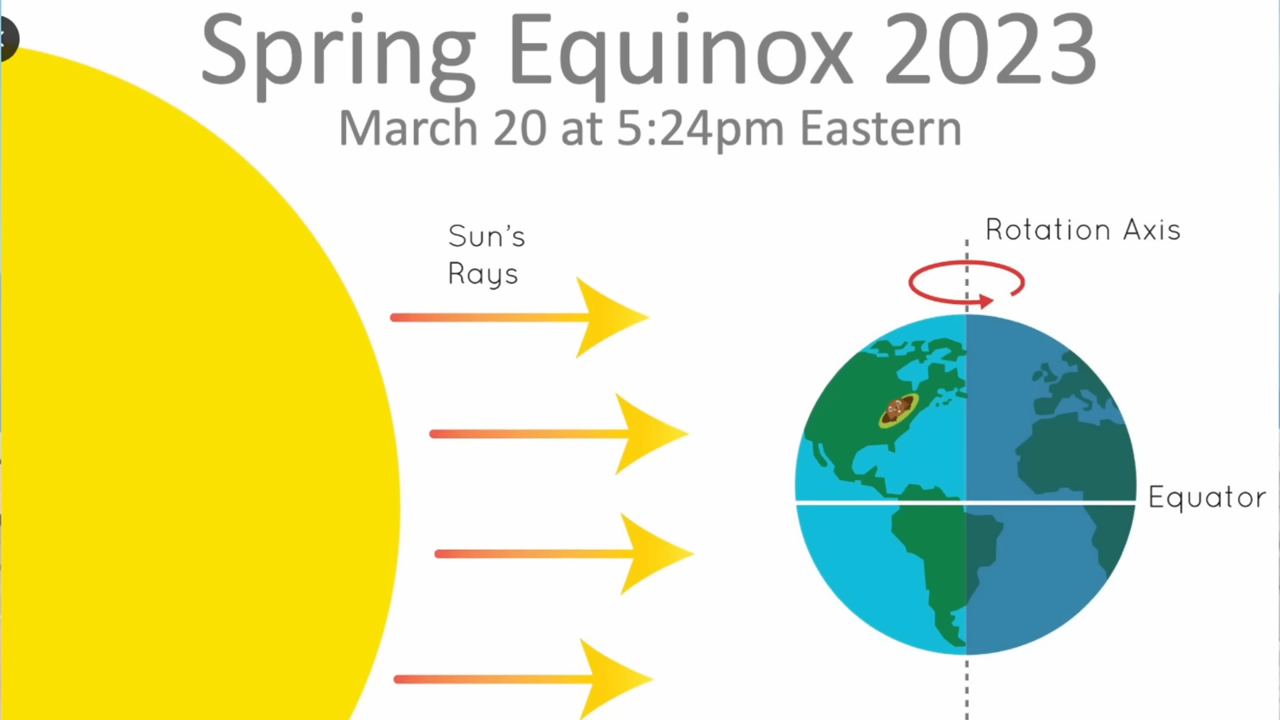 Spring Equinox 2023
March 20 at 5:24pm Eastern
Sun's
Rays
Rotation Axis
Equator